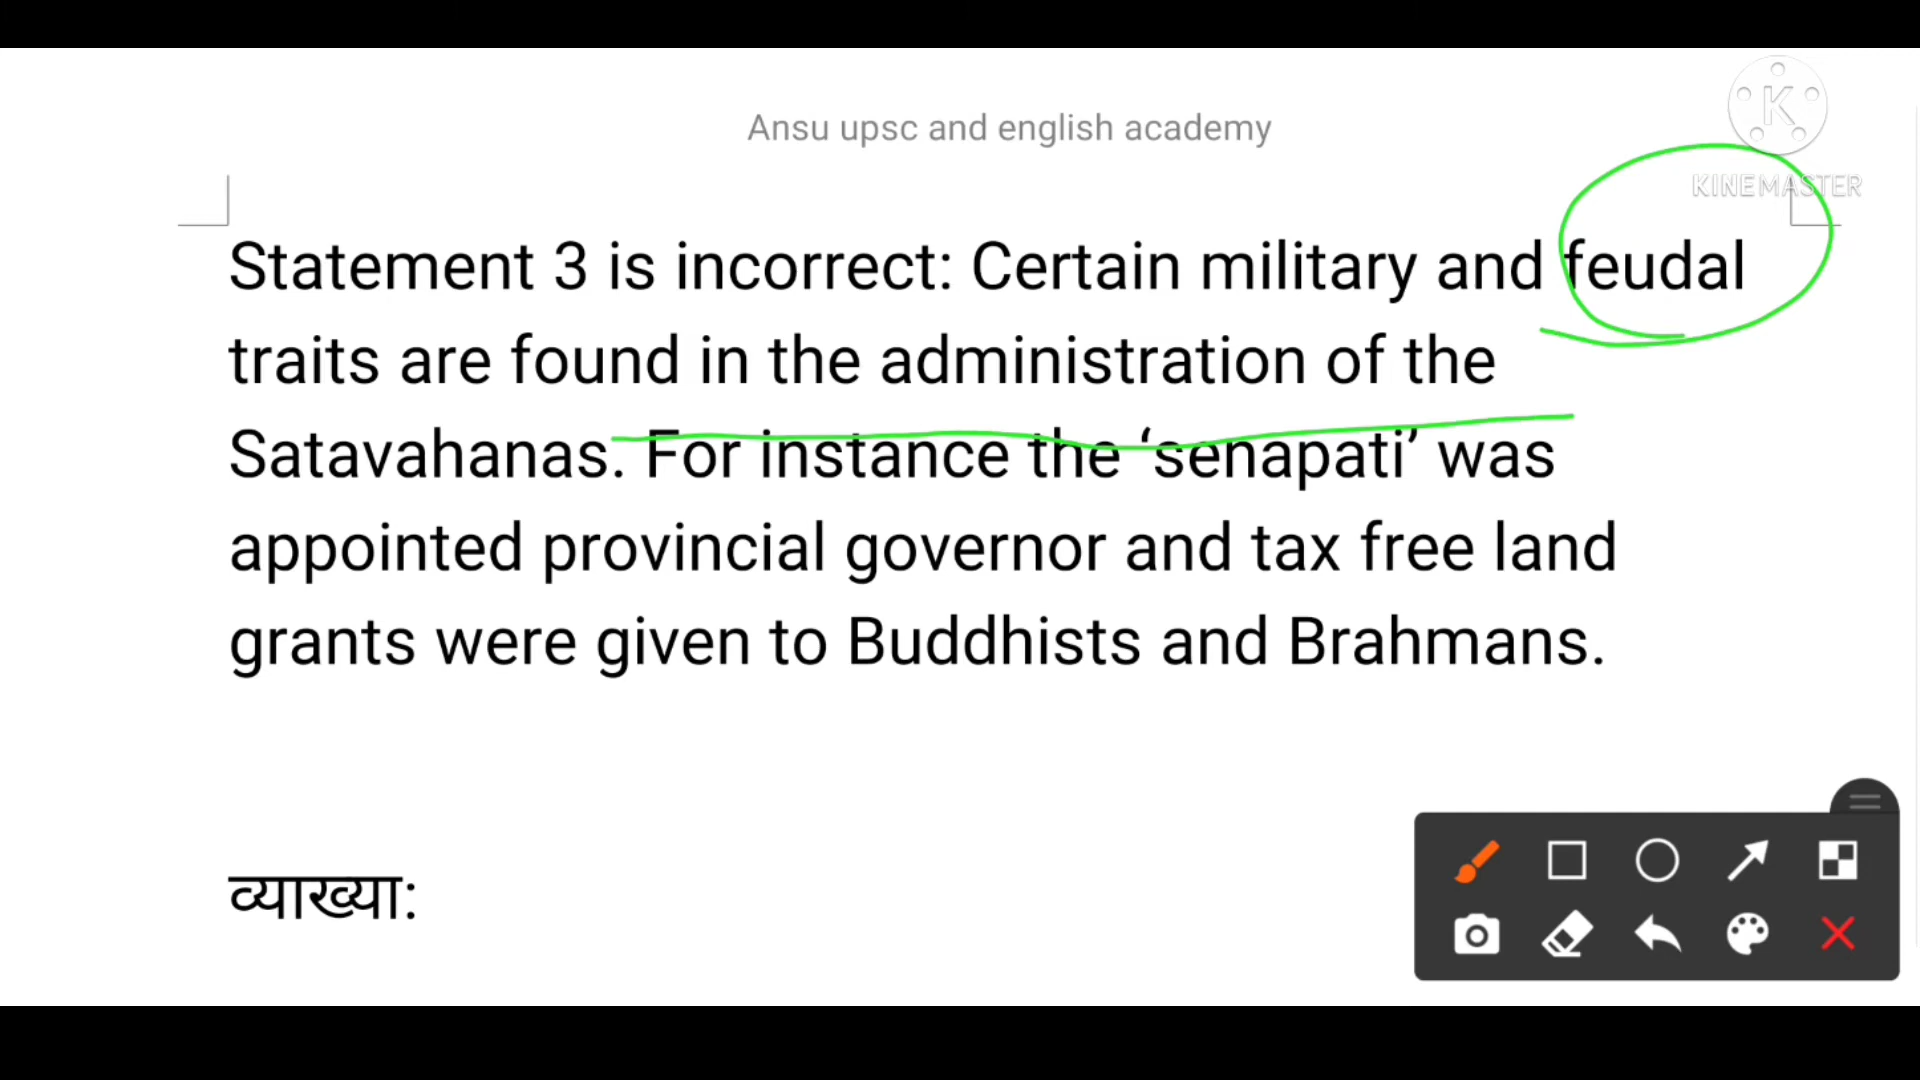 Ansu upsc and english academy
K
KINEMASTER
Statement 3 is incorrect: Certain military and feudal
traits are found in the administration of the
Satavahanas. For instance the ‘senapati’ was
appointed provincial governor and tax free land
grants were given to Buddhists and Brahmans.
व्याख्या: